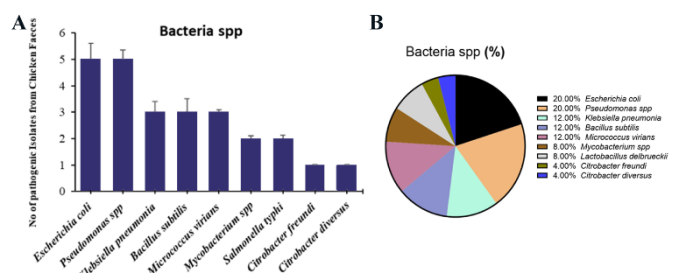 A
Bacteria spp
No of pathogenic Isolates from Chicken Faeces
6
5
4
3
2
1
0
Escherichia coli
Pseudomonas spp
Klebsiella pneumonia
Bacillus subtilis
Micrococcus virians
Mycobacterium spp
Salmonella typhi
Citrobacter freundi
Citrobacter diversus
B
Bacteria spp (%)
20.00% Escherichia coli
20.00% Pseudomonas spp
12.00% Klebsiella pneumonia
12.00% Bacillus subtilis
12.00% Micrococcus virians
8.00% Mycobacterium spp
8.00% Lactobacillus delbrueckii
4.00% Citrobacter freundi
4.00% Citrobacter diversus